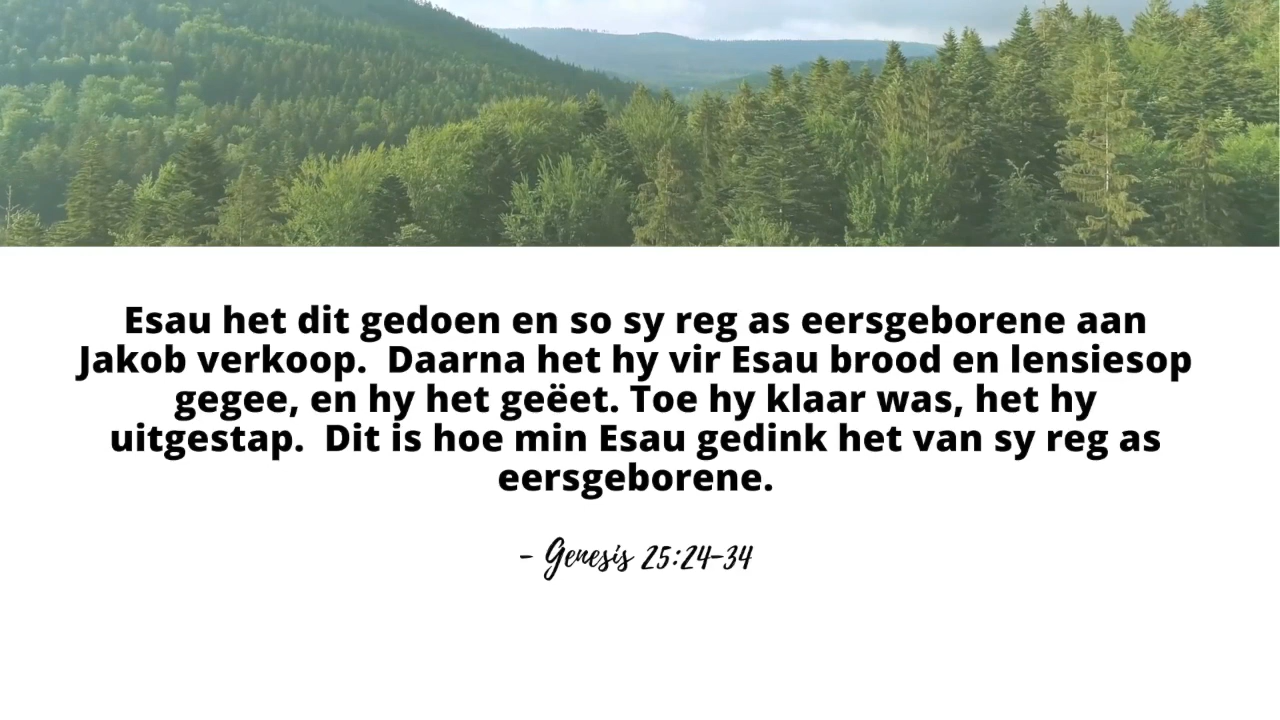 Esau het dit gedoen en so sy reg as eersgeborene aan
Jakob verkoop.  Daarna het hy vir Esau brood en lensiesop
gegee, en hy het geëet. Toe hy klaar was, het hy
uitgestap.  Dit is hoe min Esau gedink het van sy reg as
eersgeborene.
- Genesis 25:24-34